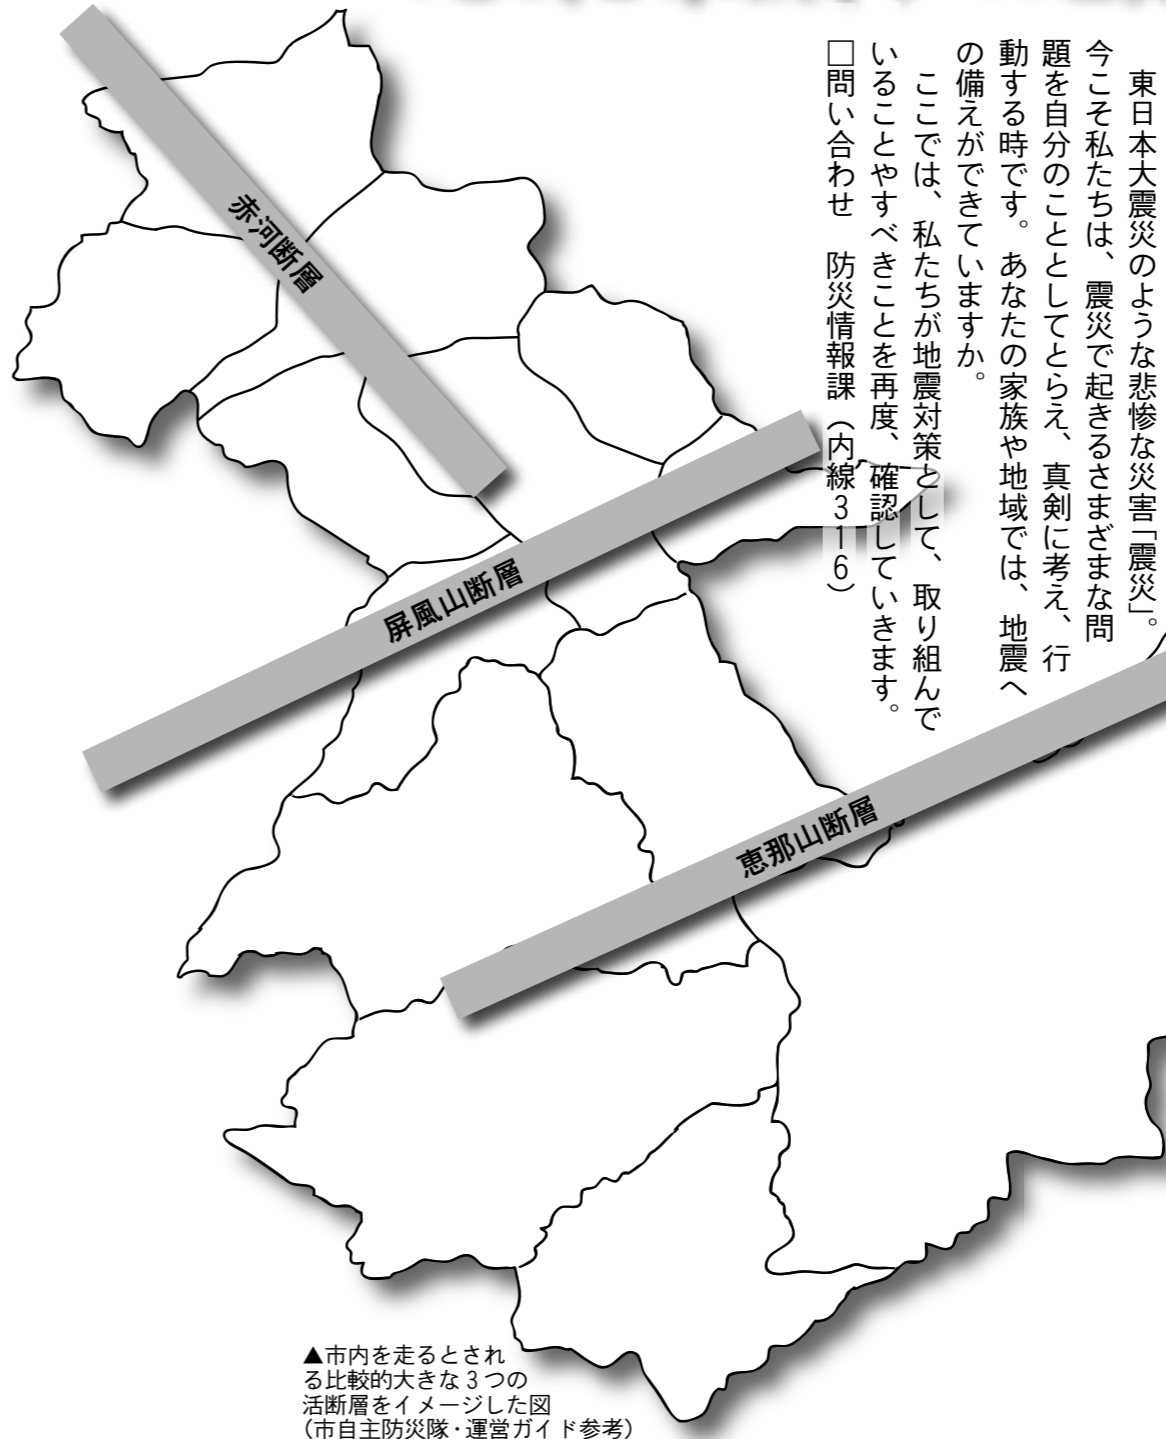 東日本大震災のような悲惨な災害「震災」。
今こそ私たちは、震災で起きるさまざまな問
題を自分のこととしてとらえ、真剣に考え、行
動する時です。あなたの家族や地域では、地震へ
の備えができていますか。
ここでは、私たちが地震対策として、取り組んで
いることややすべきことを再度、確認していきます。
□問い合わせ　防災情報課（内線３１６）
赤河断層
屏風山断層
恵那山断層
▲市内を走るとされ
る比較的大きな３つの
活断層をイメージした図
（市自主防災隊・運営ガイド参考）